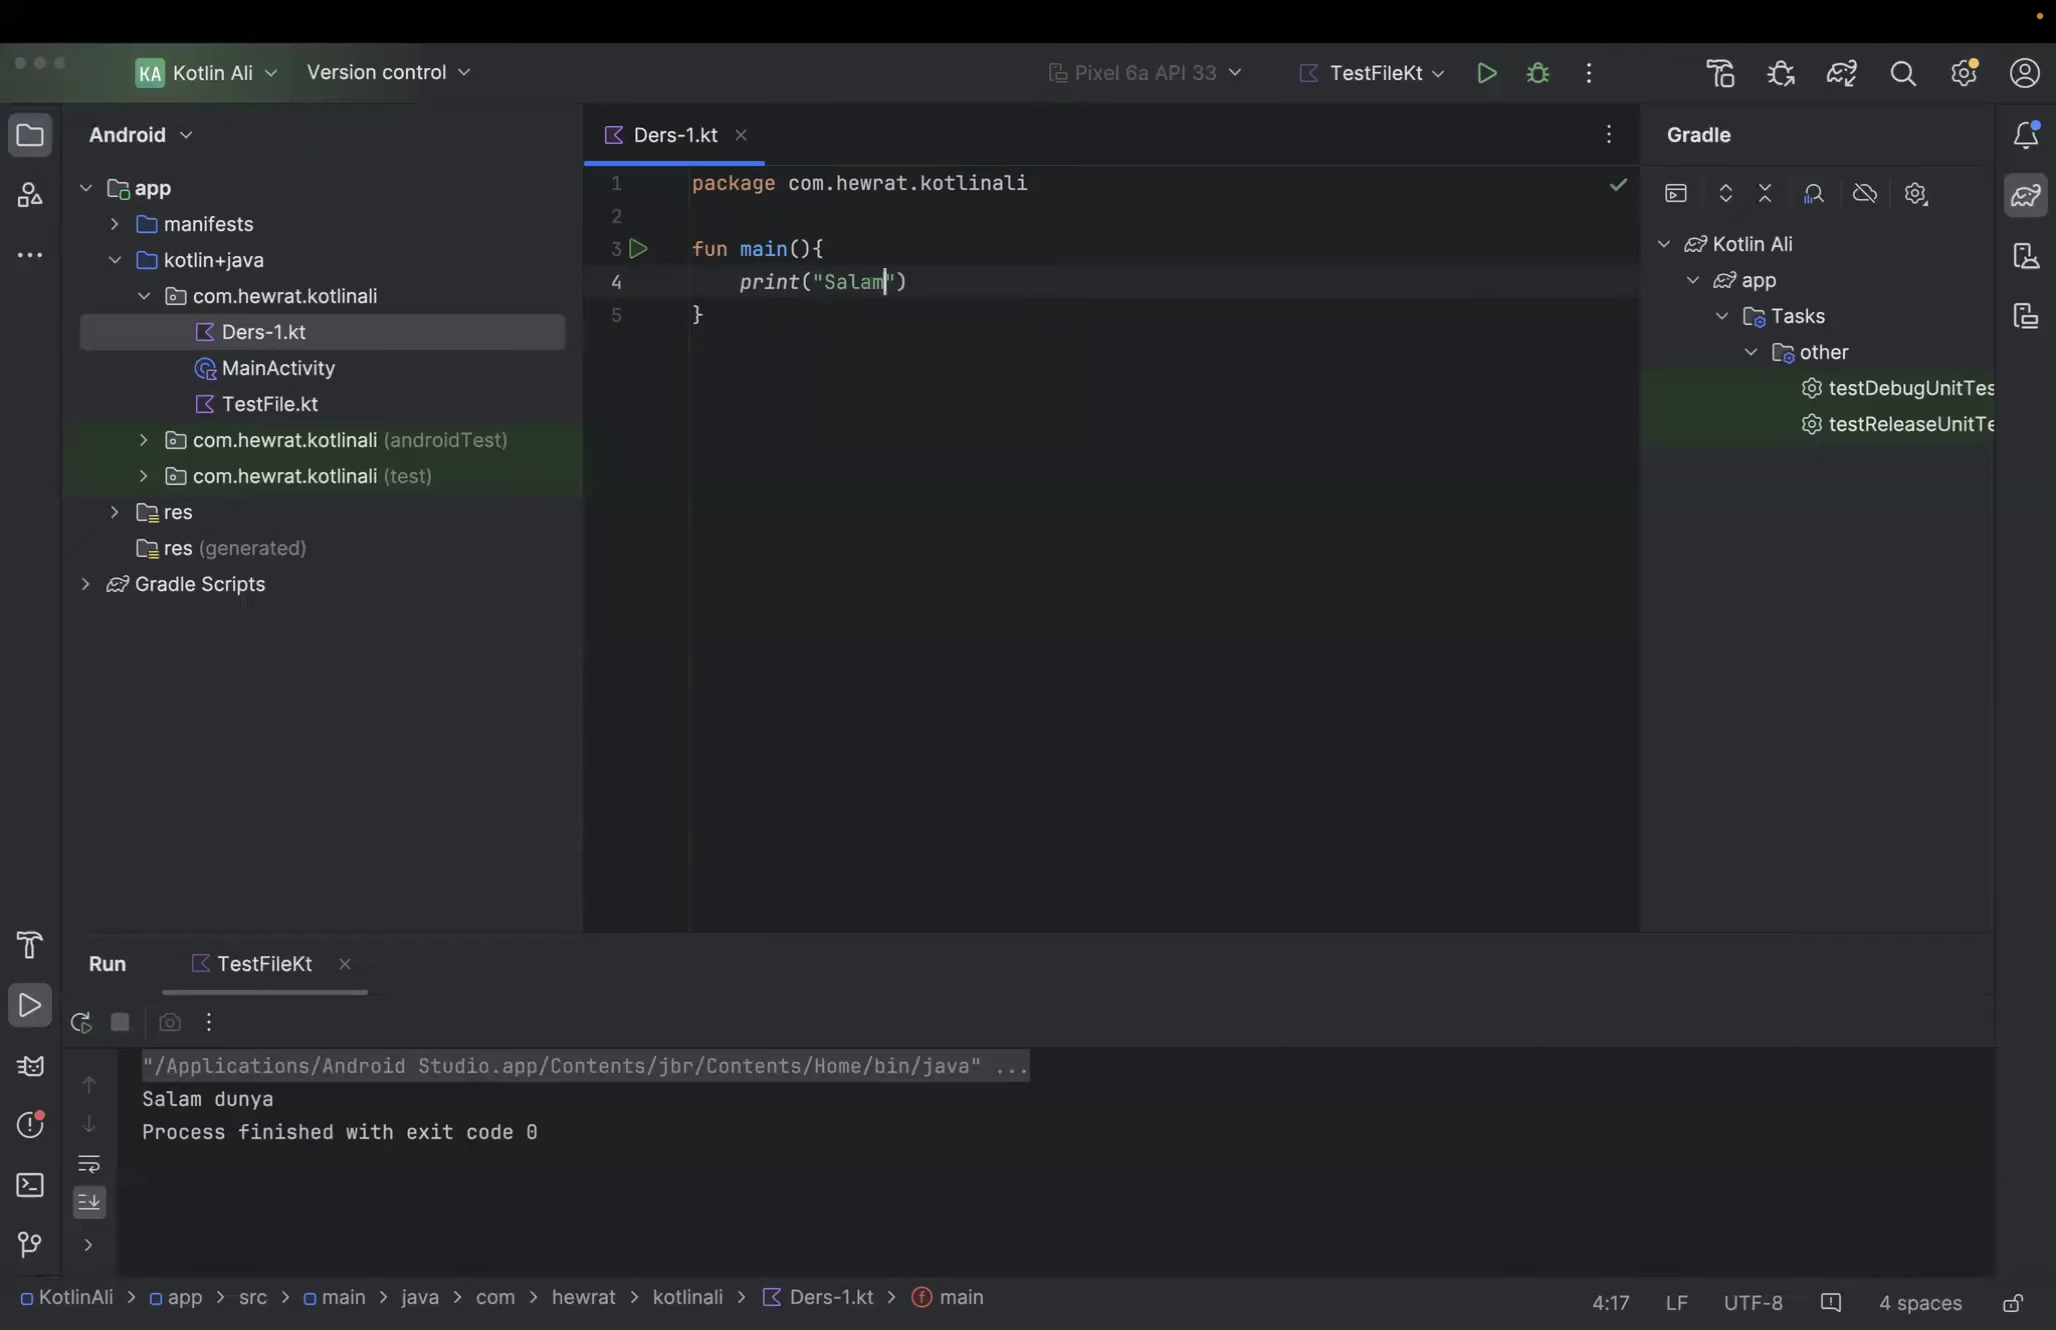 KA Kotlin Ali Version control Pixel 6a API 33 TestFileKt
Android
app
manifests
kotlin+java
com.hewrat.kotlinali
Ders-1.kt
MainActivity
TestFile.kt
com.hewrat.kotlinali (androidTest)
com.hewrat.kotlinali (test)
res
res (generated)
Gradle Scripts
Ders-1.kt
1 package com.hewrat.kotlinali
2
3 fun main(){
4 print("Salam")
5 }
Gradle
Kotlin Ali
app
Tasks
other
testDebugUnitTes
testReleaseUnitTe
Run TestFileKt
"/Applications/Android Studio.app/Contents/jbr/Contents/Home/bin/java" ...
Salam dunya
Process finished with exit code 0
KotlinAli > app > src > main > java > com > hewrat > kotlinali > Ders-1.kt > main
4:17 LF UTF-8 4 spaces